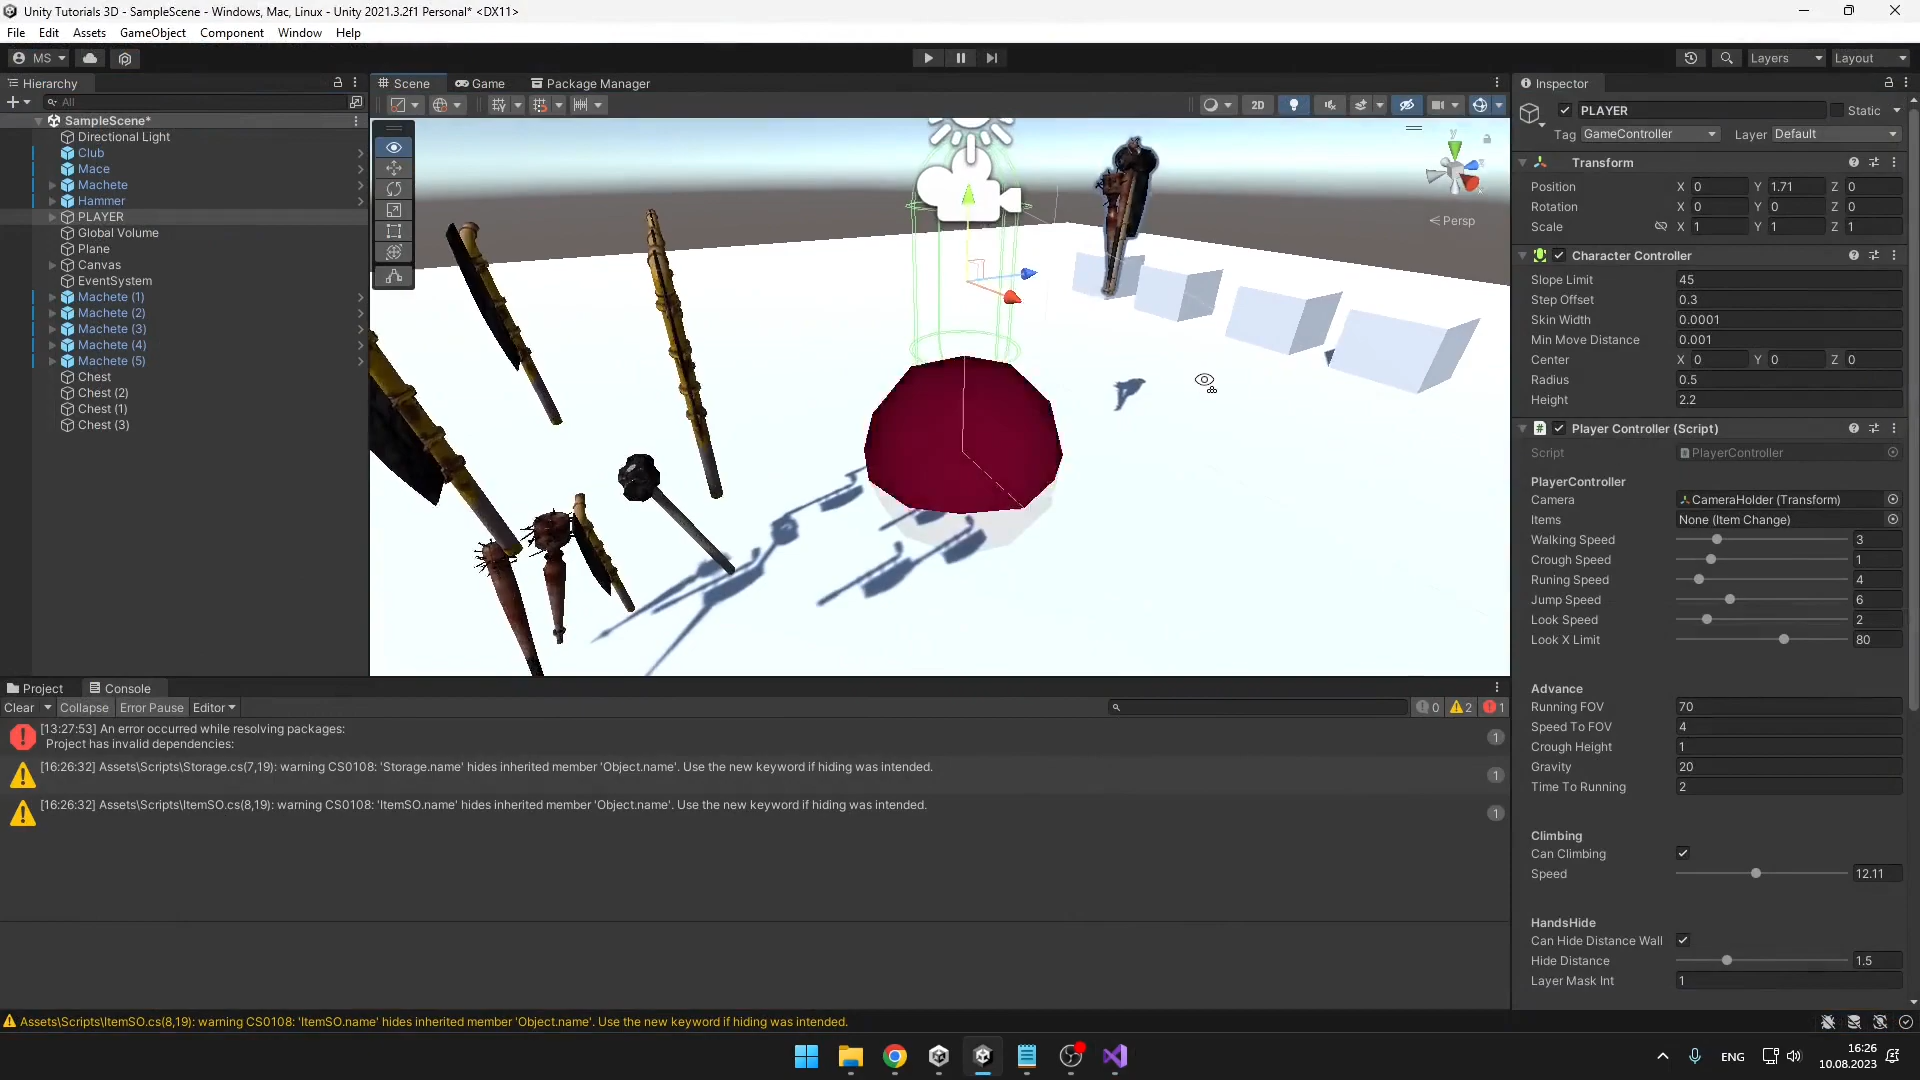 Unity Tutorials 3D - SampleScene - Windows, Mac, Linux - Unity 2021.3.2f1 Personal* <DX11>
File Edit Assets GameObject Component Window Help
MS Layers Layout
Hierarchy
All
SampleScene*
Directional Light
Club
Mace
Machete
Hammer
PLAYER
Global Volume
Plane
Canvas
EventSystem
Machete (1)
Machete (2)
Machete (3)
Machete (4)
Machete (5)
Chest
Chest (2)
Chest (1)
Chest (3)
Scene Game Package Manager
2D
y
Persp
Inspector
PLAYER Static
Tag GameController Layer Default
Transform
Position X 0 Y 1.71 Z 0
Rotation X 0 Y 0 Z 0
Scale X 1 Y 1 Z 1
Character Controller
Slope Limit 45
Step Offset 0.3
Skin Width 0.0001
Min Move Distance 0.001
Center X 0 Y 0 Z 0
Radius 0.5
Height 2.2
Player Controller (Script)
Script PlayerController
PlayerController
Camera CameraHolder (Transform)
Items None (Item Change)
Walking Speed 3
Crough Speed 1
Runing Speed 4
Jump Speed 6
Look Speed 2
Look X Limit 80
Advance
Running FOV 70
Speed To FOV 4
Crough Height 1
Gravity 20
Time To Running 2
Climbing
Can Climbing
Speed 12.11
HandsHide
Can Hide Distance Wall
Hide Distance 1.5
Layer Mask Int 1
Project Console
Clear Collapse Error Pause Editor 0 2 1
[13:27:53] An error occurred while resolving packages:
Project has invalid dependencies:
1
[16:26:32] Assets\Scripts\Storage.cs(7,19): warning CS0108: 'Storage.name' hides inherited member 'Object.name'. Use the new keyword if hiding was intended.
1
[16:26:32] Assets\Scripts\ItemSO.cs(8,19): warning CS0108: 'ItemSO.name' hides inherited member 'Object.name'. Use the new keyword if hiding was intended.
1
Assets\Scripts\ItemSO.cs(8,19): warning CS0108: 'ItemSO.name' hides inherited member 'Object.name'. Use the new keyword if hiding was intended.
ENG
16:26
10.08.2023